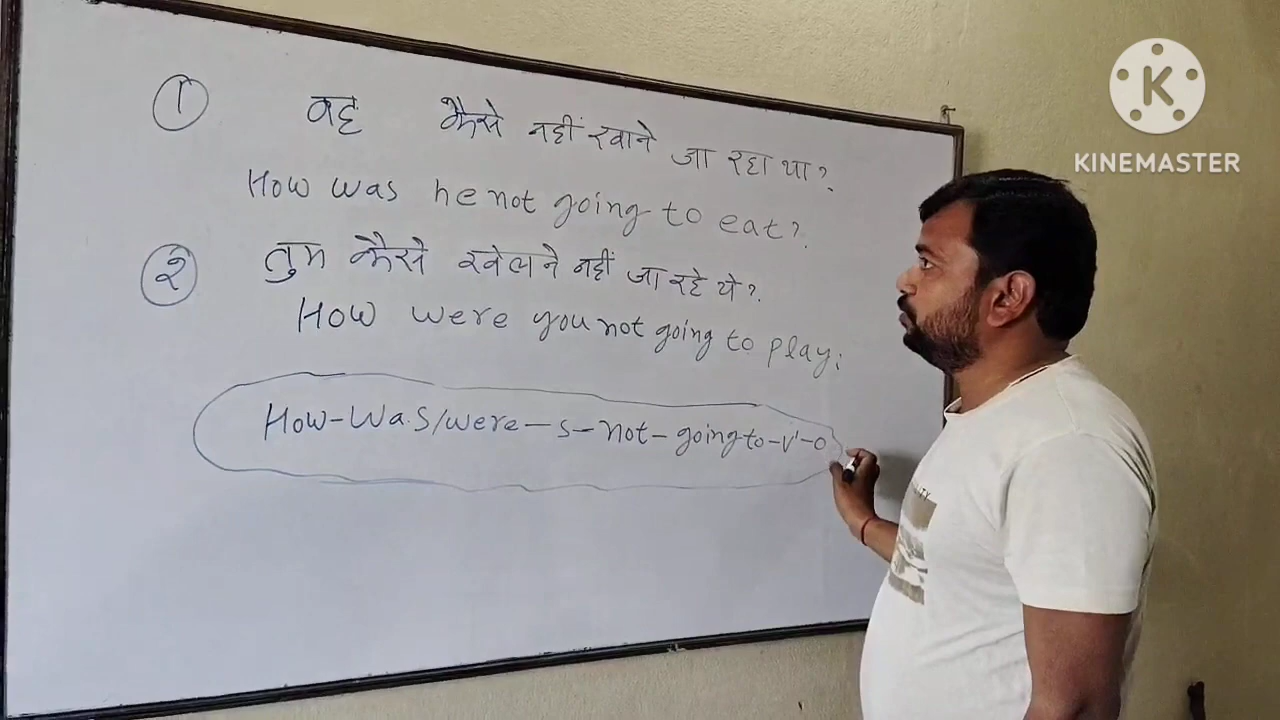 ① वह कैसे नहीं खाने जा रहा था?
How was he not going to eat?
② तुम कैसे खेलने नहीं जा रहे थे?
How were you not going to play;
How-Was/were-S-not-going to-V¹-O
K
KINEMASTER